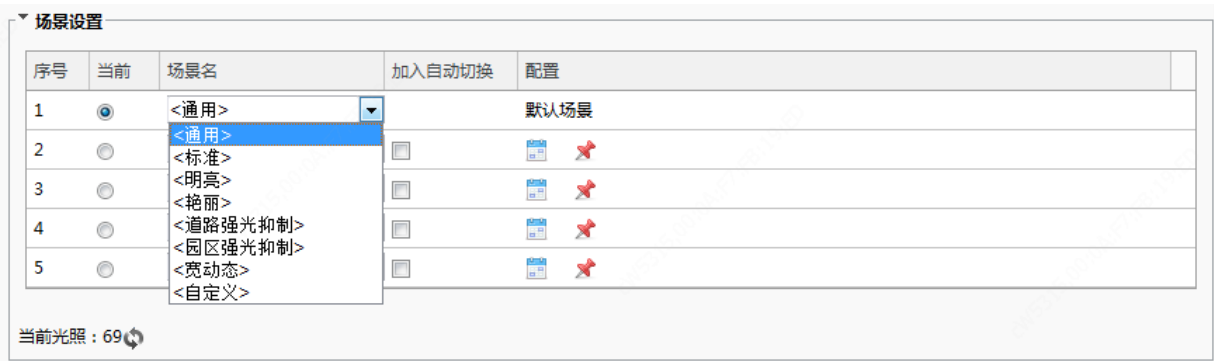 场景设置
序号 当前 场景名 加入自动切换 配置
1 <通用> 默认场景
<通用>
2 <标准>
<明亮>
3 <艳丽>
4 <道路强光抑制>
<园区强光抑制>
5 <宽动态>
<自定义>
当前光照：69